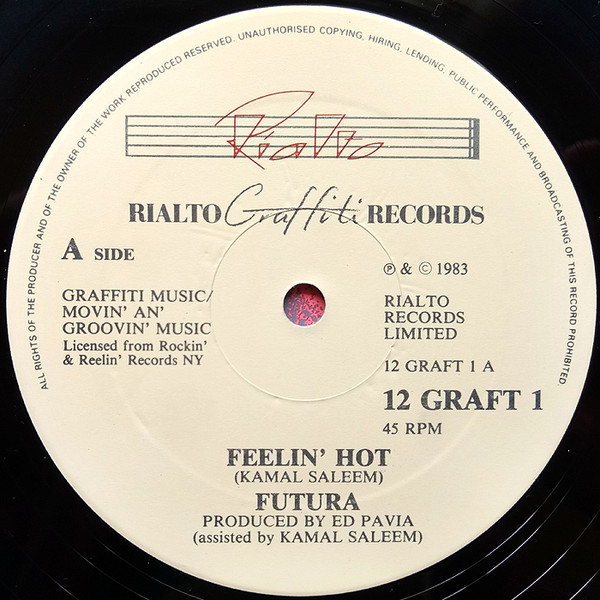 ALL RIGHTS OF THE PRODUCER AND OF THE OWNER OF THE WORK REPRODUCED RESERVED. UNAUTHORISED COPYING, HIRING, LENDING, PUBLIC PERFORMANCE AND BROADCASTING OF THIS RECORD PROHIBITED.
Rialto
RIALTO Graffiti RECORDS
A SIDE
℗ & © 1983
GRAFFITI MUSIC/
MOVIN' AN'
GROOVIN' MUSIC
Licensed from Rockin'
& Reelin' Records NY
RIALTO
RECORDS
LIMITED
12 GRAFT 1 A
12 GRAFT 1
45 RPM
FEELIN' HOT
(KAMAL SALEEM)
FUTURA
PRODUCED BY ED PAVIA
(assisted by KAMAL SALEEM)